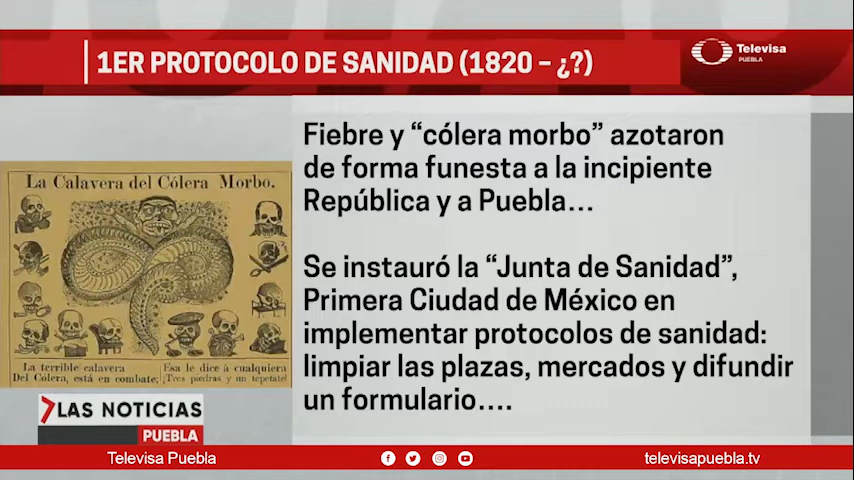 1ER PROTOCOLO DE SANIDAD (1820 – ¿?)
Televisa
PUEBLA
Fiebre y “cólera morbo” azotaron
de forma funesta a la incipiente
República y a Puebla...
Se instauró la “Junta de Sanidad”,
Primera Ciudad de México en
implementar protocolos de sanidad:
limpiar las plazas, mercados y difundir
un formulario....
La Calavera del Cólera Morbo.
La terrible calavera
Del Cólera, está en combate;
Esa le dice á cualquiera
¡Tres piedras y un tepetate!
LAS NOTICIAS
PUEBLA
Televisa Puebla
televisapuebla.tv